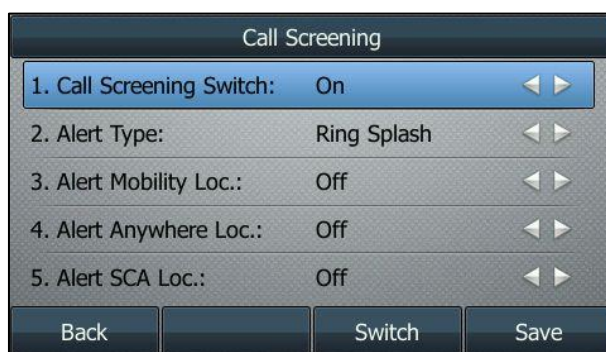 Call Screening
1. Call Screening Switch: On
2. Alert Type: Ring Splash
3. Alert Mobility Loc.: Off
4. Alert Anywhere Loc.: Off
5. Alert SCA Loc.: Off
Back Switch Save